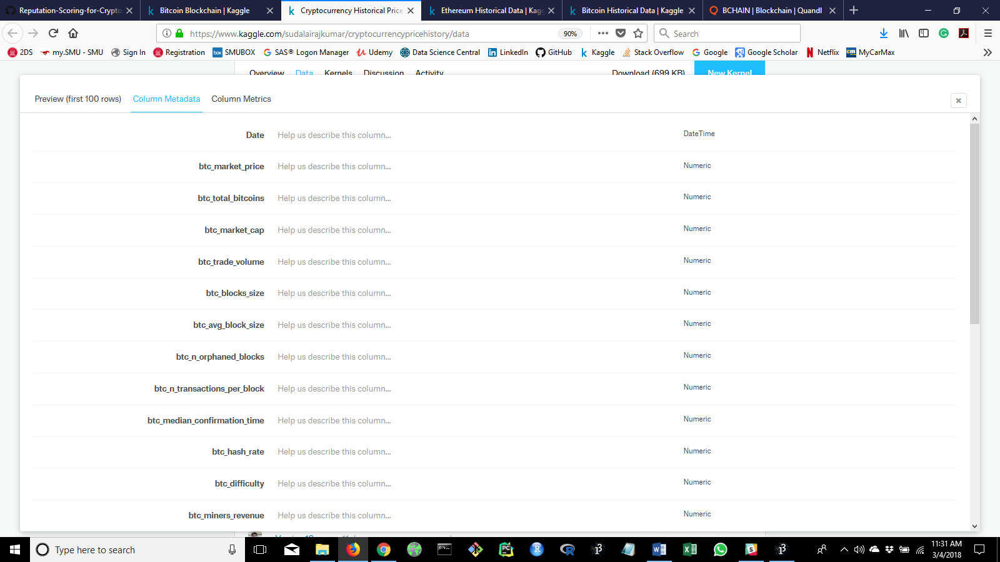 Reputation-Scoring-for-Crypto
Bitcoin Blockchain | Kaggle
Cryptocurrency Historical Price
Ethereum Historical Data | Kagg
Bitcoin Historical Data | Kaggle
BCHAIN | Blockchain | Quandl
https://www.kaggle.com/sudalairajkumar/cryptocurrencypricehistory/data
90%
Search
2DS
my.SMU - SMU
Sign In
Registration
SMUBOX
SAS® Logon Manager
Udemy
Data Science Central
LinkedIn
GitHub
Kaggle
Stack Overflow
Google
Google Scholar
Netflix
MyCarMax
Overview Data Kernels Discussion Activity Download (699 KB) New Kernel
Preview (first 100 rows) Column Metadata Column Metrics
Date Help us describe this column... DateTime
btc_market_price Help us describe this column... Numeric
btc_total_bitcoins Help us describe this column... Numeric
btc_market_cap Help us describe this column... Numeric
btc_trade_volume Help us describe this column... Numeric
btc_blocks_size Help us describe this column... Numeric
btc_avg_block_size Help us describe this column... Numeric
btc_n_orphaned_blocks Help us describe this column... Numeric
btc_n_transactions_per_block Help us describe this column... Numeric
btc_median_confirmation_time Help us describe this column... Numeric
btc_hash_rate Help us describe this column... Numeric
btc_difficulty Help us describe this column... Numeric
btc_miners_revenue Help us describe this column... Numeric
Type here to search
11:31 AM
3/4/2018